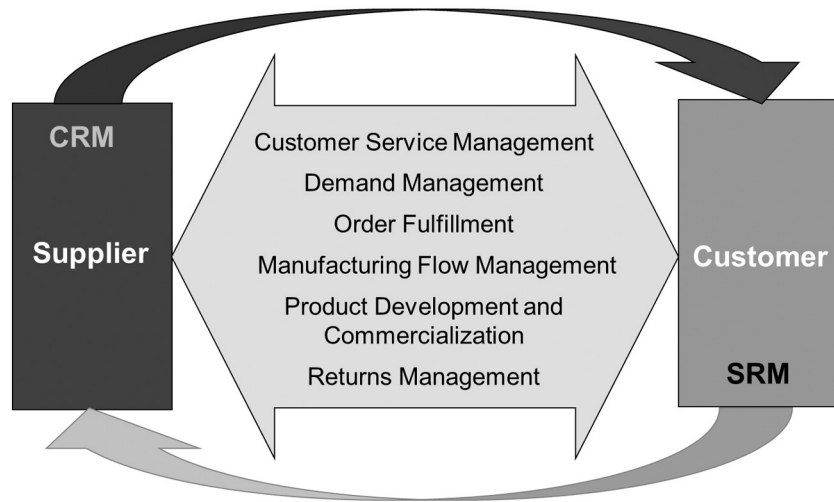 CRM
Supplier
Customer Service Management
Demand Management
Order Fulfillment
Manufacturing Flow Management
Product Development and
Commercialization
Returns Management
Customer
SRM